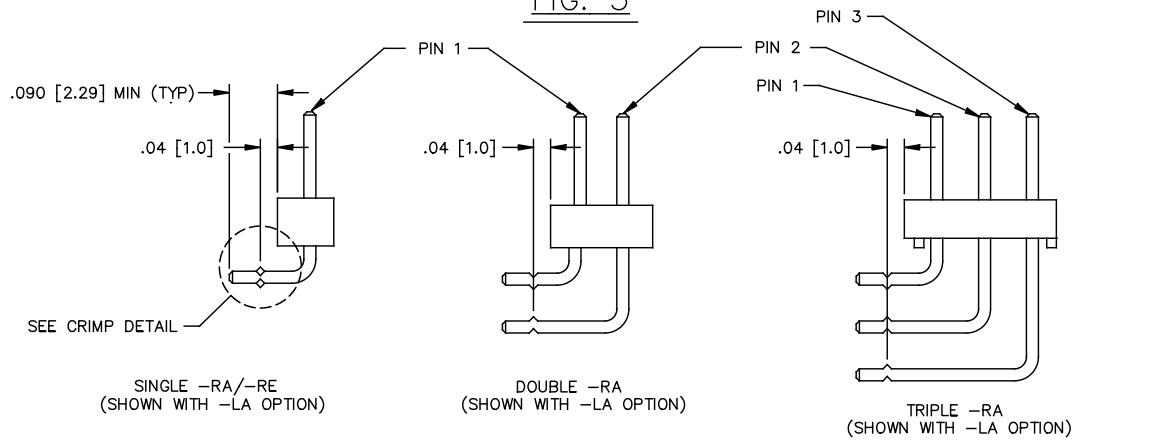 FIG. 5
PIN 3
PIN 1
PIN 2
.090 [2.29] MIN (TYP)
PIN 1
.04 [1.0]
.04 [1.0]
.04 [1.0]
SEE CRIMP DETAIL
SINGLE -RA/-RE
(SHOWN WITH -LA OPTION)
DOUBLE -RA
(SHOWN WITH -LA OPTION)
TRIPLE -RA
(SHOWN WITH -LA OPTION)